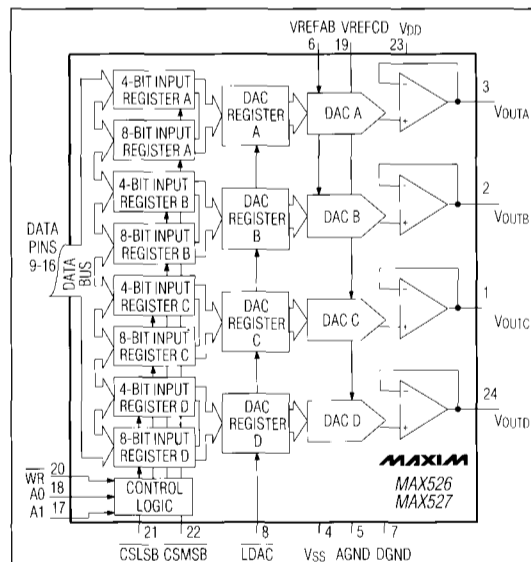 VREFAB VREFCD VDD
6 19 23
4-BIT INPUT
REGISTER A
8-BIT INPUT
REGISTER A
DAC
REGISTER
A
DAC A
-
+
3
VOUTA
4-BIT INPUT
REGISTER B
8-BIT INPUT
REGISTER B
DAC
REGISTER
B
DAC B
-
+
2
VOUTB
DATA
PINS
9-16
DATA
BUS
4-BIT INPUT
REGISTER C
8-BIT INPUT
REGISTER C
DAC
REGISTER
C
DAC C
-
+
1
VOUTC
4-BIT INPUT
REGISTER D
8-BIT INPUT
REGISTER D
DAC
REGISTER
D
DAC D
-
+
24
VOUTD
WR 20
A0 18
A1 17
CONTROL
LOGIC
MAXIM
MAX526
MAX527
21 22 8 4 5 7
CSLSB CSMSB LDAC VSS AGND DGND